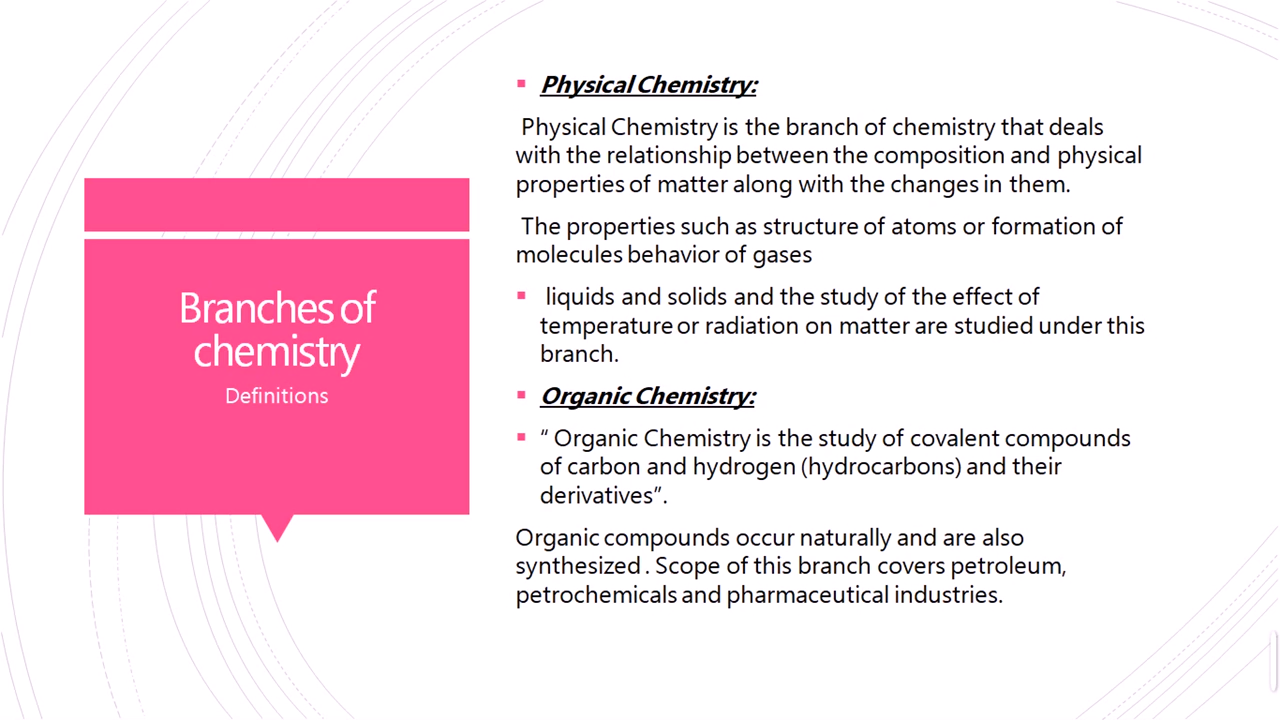 Branches of
chemistry
Definitions
Physical Chemistry:
Physical Chemistry is the branch of chemistry that deals
with the relationship between the composition and physical
properties of matter along with the changes in them.
The properties such as structure of atoms or formation of
molecules behavior of gases
liquids and solids and the study of the effect of
temperature or radiation on matter are studied under this
branch.
Organic Chemistry:
“ Organic Chemistry is the study of covalent compounds
of carbon and hydrogen (hydrocarbons) and their
derivatives”.
Organic compounds occur naturally and are also
synthesized . Scope of this branch covers petroleum,
petrochemicals and pharmaceutical industries.